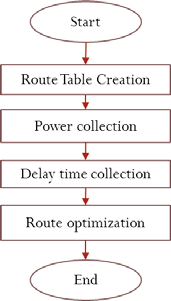 Start
Route Table Creation
Power collection
Delay time collection
Route optimization
End